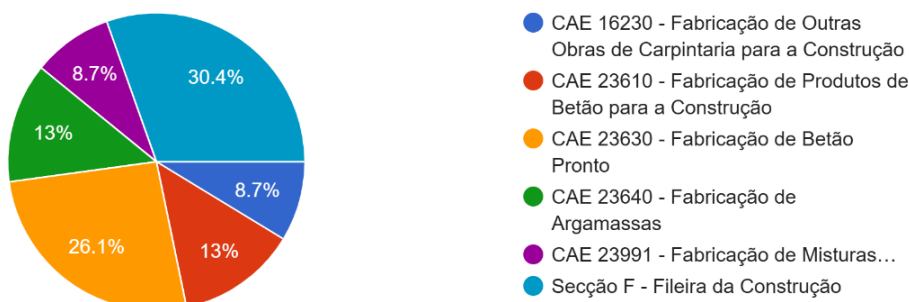 30.4%
8.7%
13%
26.1%
13%
8.7%
CAE 16230 - Fabricação de Outras
Obras de Carpintaria para a Construção
CAE 23610 - Fabricação de Produtos de
Betão para a Construção
CAE 23630 - Fabricação de Betão
Pronto
CAE 23640 - Fabricação de
Argamassas
CAE 23991 - Fabricação de Misturas…
Secção F - Fileira da Construção